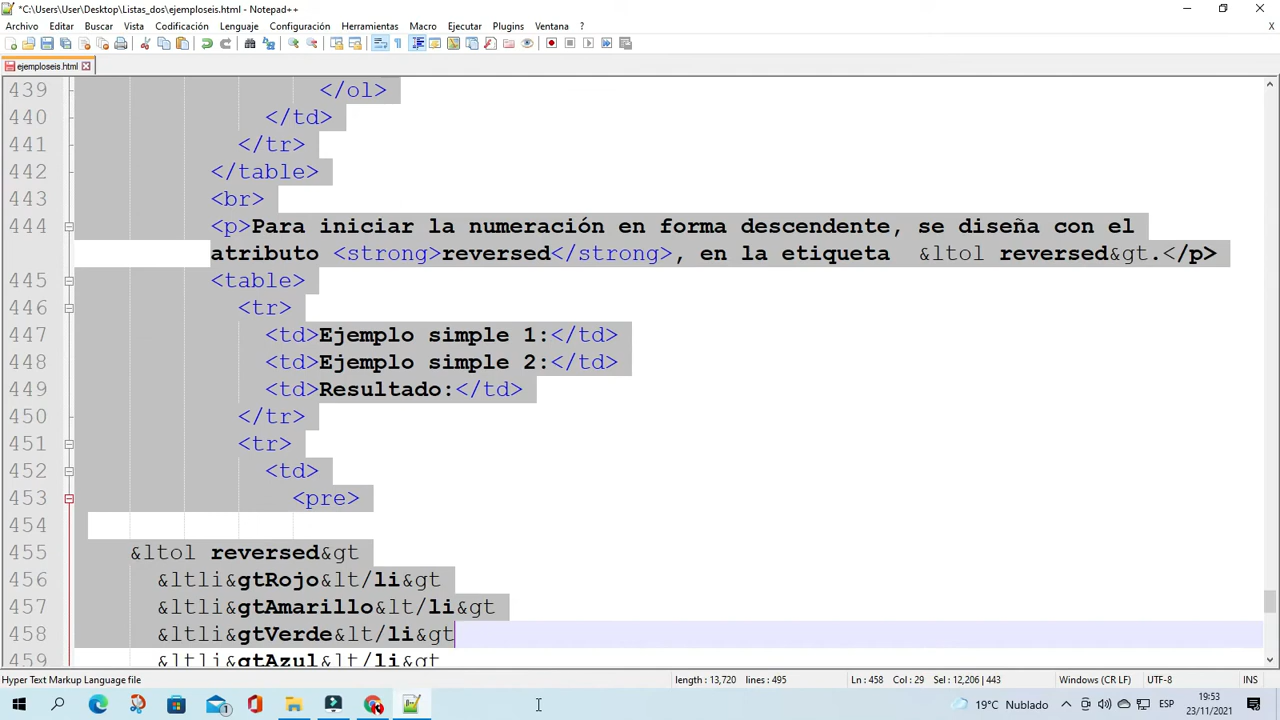 *C:\Users\User\Desktop\Listas_dos\ejemploseis.html - Notepad++
Archivo Editar Buscar Vista Codificación Lenguaje Configuración Herramientas Macro Ejecutar Plugins Ventana ? X
ejemploseis.html
439 </ol>
440 </td>
441 </tr>
442 </table>
443 <br>
444 <p>Para iniciar la numeración en forma descendente, se diseña con el
atributo <strong>reversed</strong>, en la etiqueta &ltol reversed&gt.</p>
445 <table>
446 <tr>
447 <td>Ejemplo simple 1:</td>
448 <td>Ejemplo simple 2:</td>
449 <td>Resultado:</td>
450 </tr>
451 <tr>
452 <td>
453 <pre>
454
455 &ltol reversed&gt
456 &ltli&gtRojo&lt/li&gt
457 &ltli&gtAmarillo&lt/li&gt
458 &ltli&gtVerde&lt/li&gt
459 &ltli&gtAzul&lt/li&gt
Hyper Text Markup Language file length : 13,720 lines : 495 Ln : 458 Col : 29 Sel : 12,206 | 443 Windows (CR LF) UTF-8 INS
19°C Nublado ESP 19:53
23/11/2021